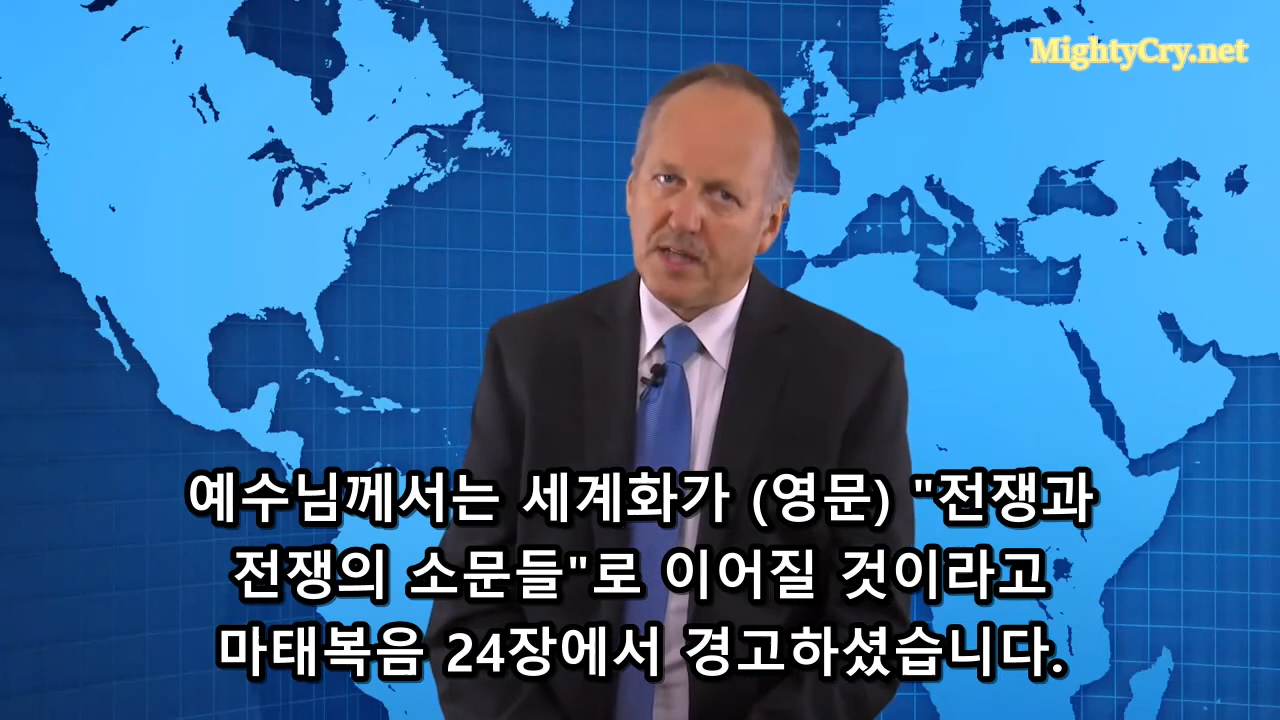 MightyCry.net
예수님께서는 세계화가 (영문) "전쟁과
전쟁의 소문들"로 이어질 것이라고
마태복음 24장에서 경고하셨습니다.